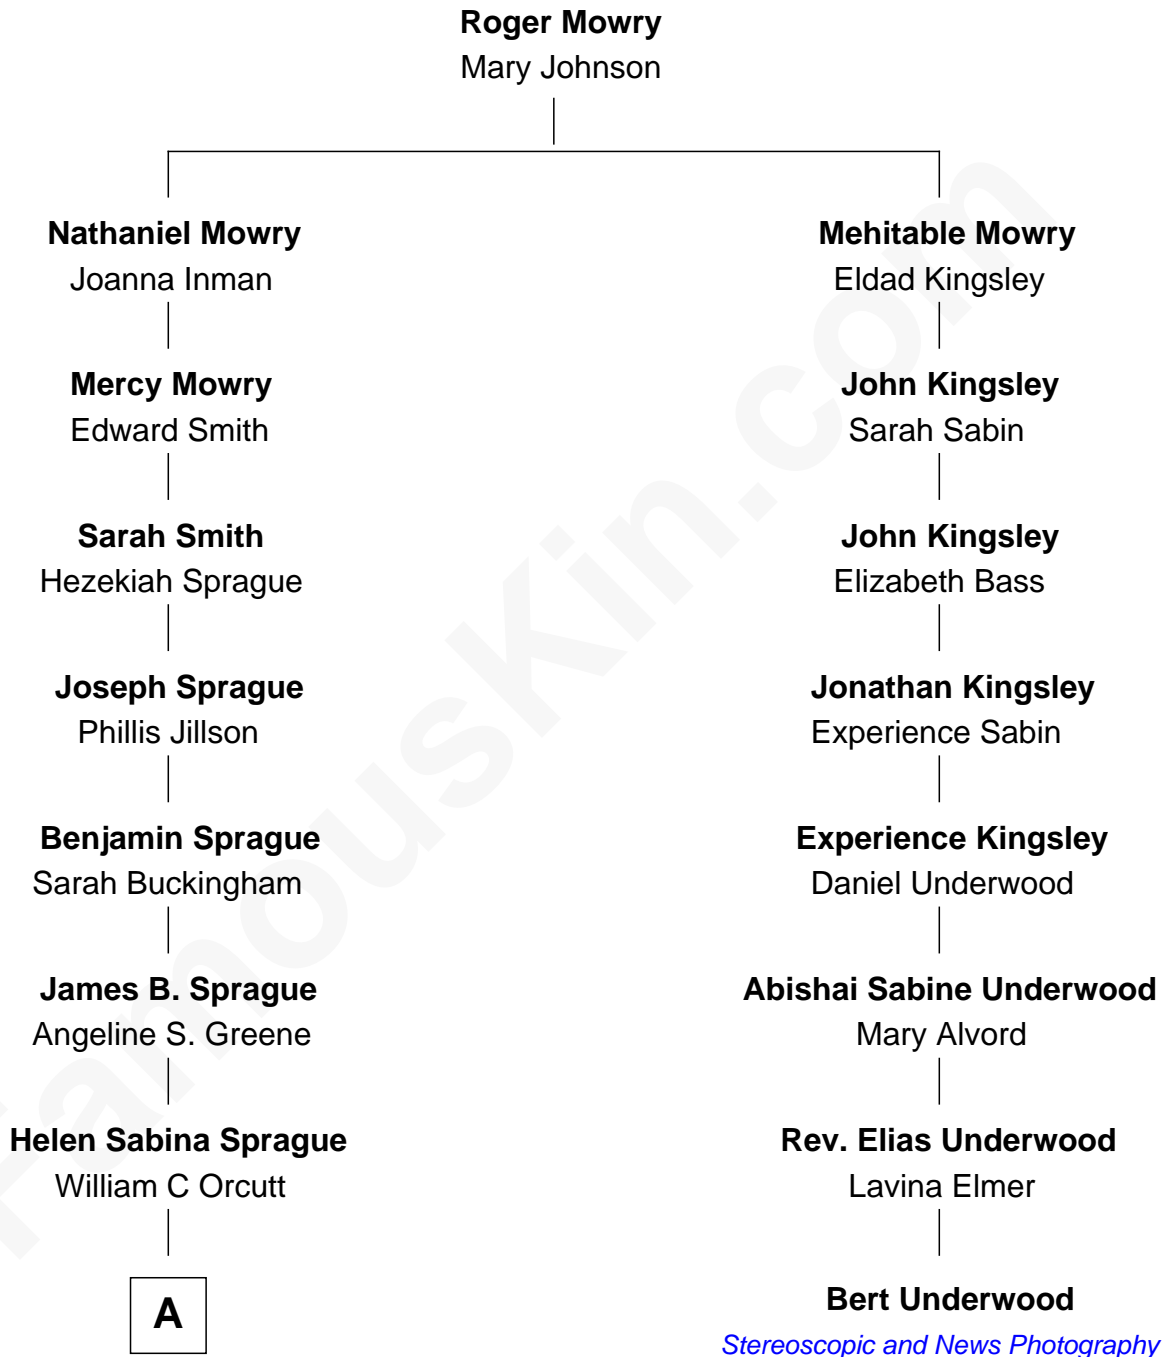 Roger Mowry
Mary Johnson
Nathaniel Mowry
Joanna Inman
Mercy Mowry
Edward Smith
Sarah Smith
Hezekiah Sprague
Joseph Sprague
Phillis Jillson
Benjamin Sprague
Sarah Buckingham
James B. Sprague
Angeline S. Greene
Helen Sabina Sprague
William C Orcutt
A
Mehitable Mowry
Eldad Kingsley
John Kingsley
Sarah Sabin
John Kingsley
Elizabeth Bass
Jonathan Kingsley
Experience Sabin
Experience Kingsley
Daniel Underwood
Abishai Sabine Underwood
Mary Alvord
Rev. Elias Underwood
Lavina Elmer
Bert Underwood
Stereoscopic and News Photography
FamousKin.com